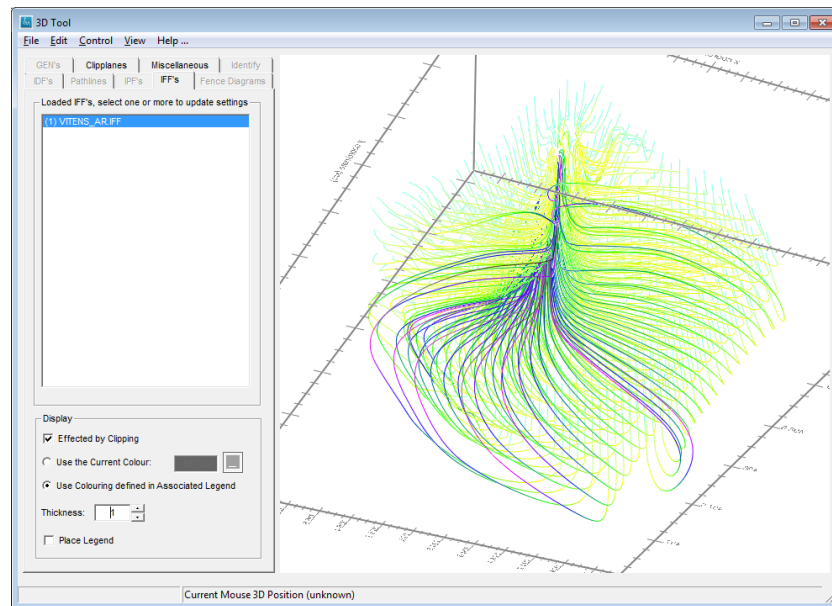 3D Tool
File Edit Control View Help ...
GEN's Clipplanes Miscellaneous Identify
IDF's Pathlines IPF's IFF's Fence Diagrams
Loaded IFF's, select one or more to update settings
(1) VITENS_AR.IFF
Display
Effected by Clipping
Use the Current Colour:
Use Colouring defined in Associated Legend
Thickness: 1
Place Legend
Current Mouse 3D Position (unknown)